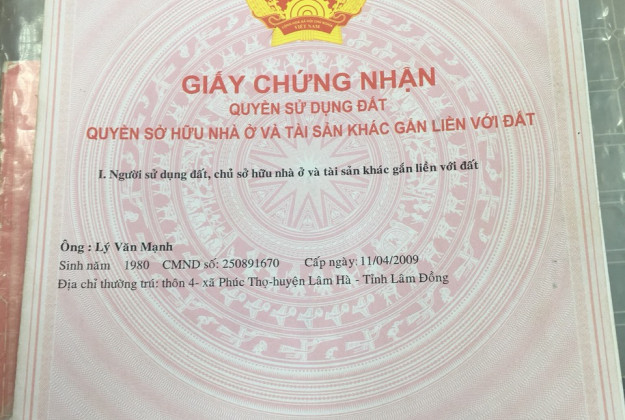 VIỆT NAM
GIẤY CHỨNG NHẬN
QUYỀN SỬ DỤNG ĐẤT
QUYỀN SỞ HỮU NHÀ Ở VÀ TÀI SẢN KHÁC GẮN LIỀN VỚI ĐẤT
I. Người sử dụng đất, chủ sở hữu nhà ở và tài sản khác gắn liền với đất
Ông : Lý Văn Mạnh
Sinh năm 1980 CMND số: 250891670 Cấp ngày: 11/04/2009
Địa chỉ thường trú: thôn 4- xã Phúc Thọ-huyện Lâm Hà - Tỉnh Lâm Đồng